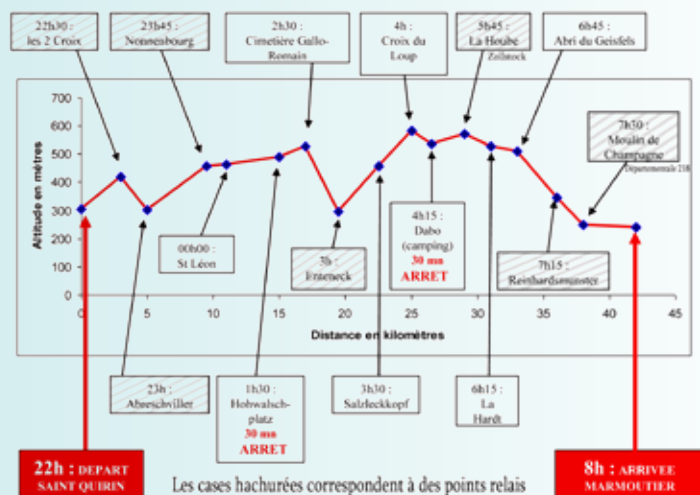 22h30 :
les 2 Croix
23h45 :
Nonnenbourg
2h30 :
Cimetière Gallo-
Romain
4h :
Croix du
Loup
5h45 :
La Hoube
Zollstock
6h45 :
Abri du Geisfels
7h30 :
Moulin de
Champagne
Départementale 218
Altitude en mètres
700
600
500
400
300
200
100
0
00h00 :
St Léon
3h :
Enteneck
4h15 :
Dabo
(camping)
30 mn
ARRET
7h15 :
Reinhardsmunster
0
5
10
15
20
25
30
35
40
45
Distance en kilomètres
23h :
Abreschviller
1h30 :
Hohwalsch-
platz
30 mn
ARRET
3h30 :
Salzleckkopf
6h15 :
La
Hardt
22h : DEPART
SAINT QUIRIN
Les cases hachurées correspondent à des points relais
8h : ARRIVEE
MARMOUTIER